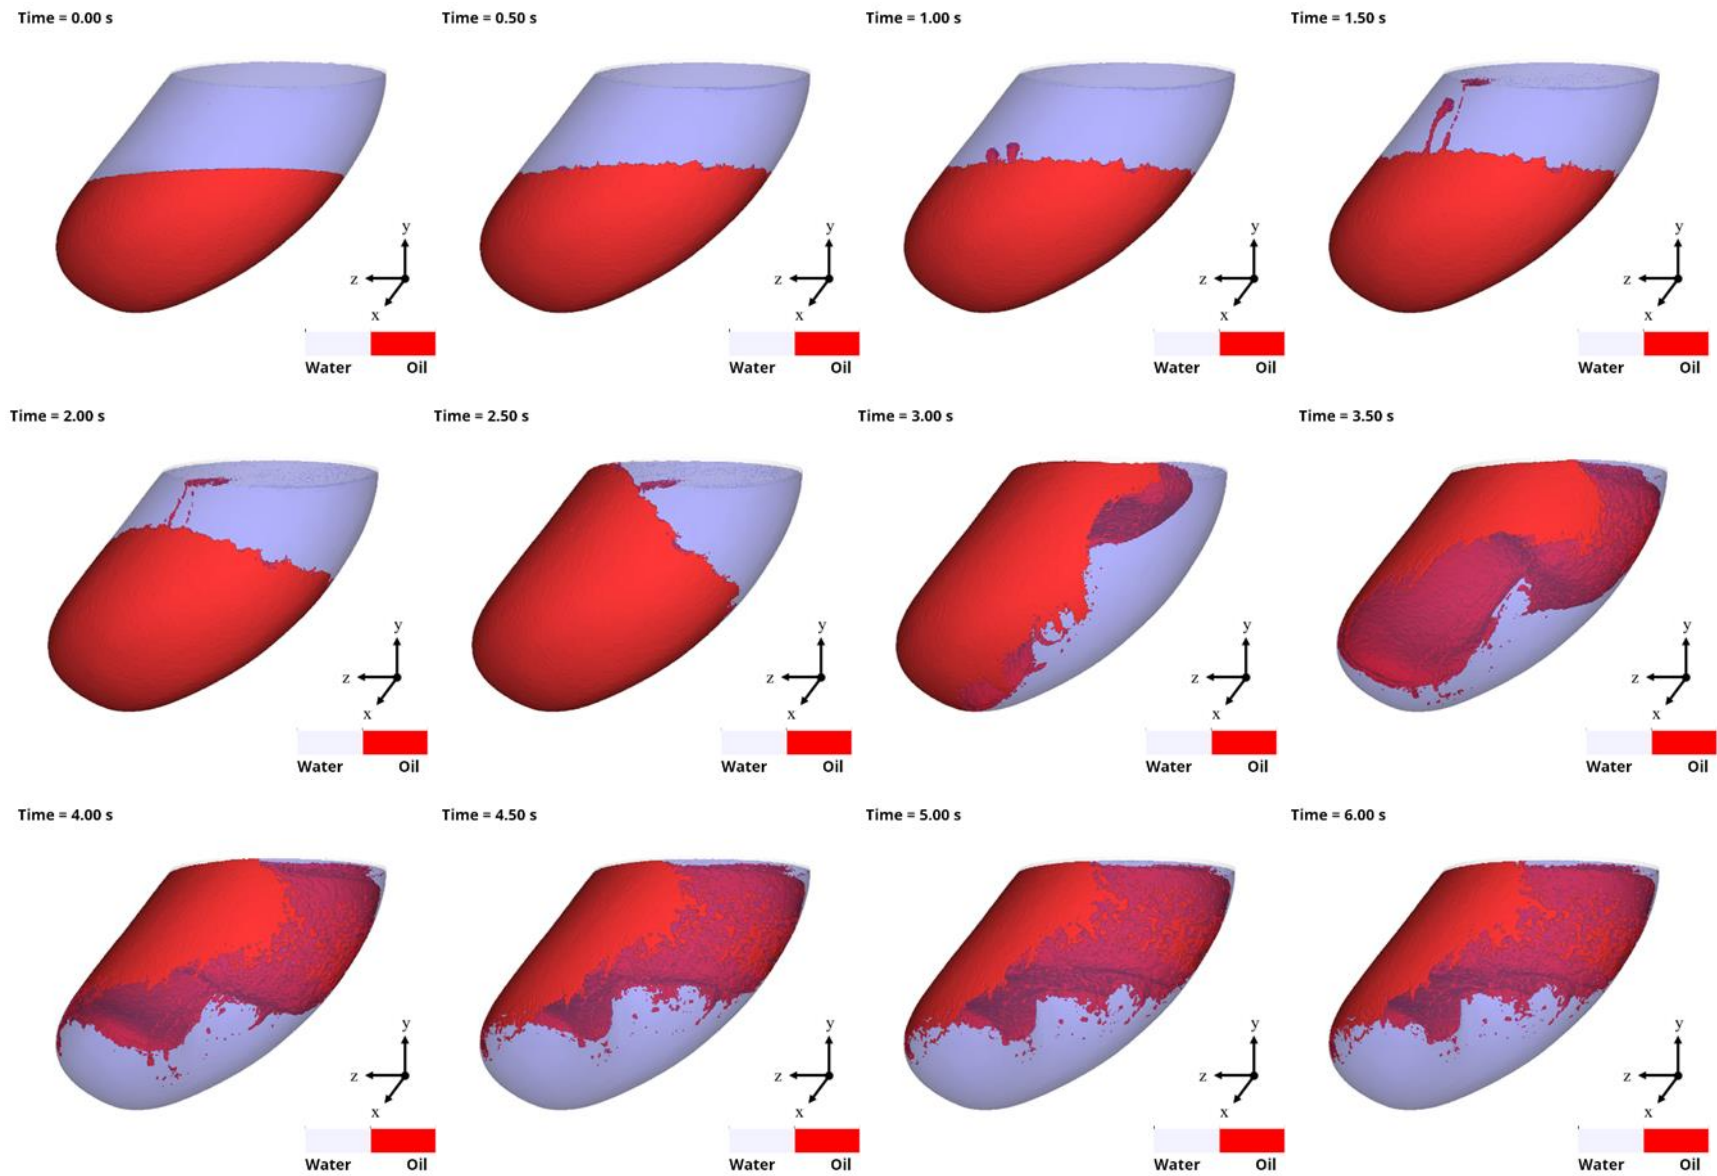 Time = 0.00 s
y
z
x
Water Oil
Time = 0.50 s
y
z
x
Water Oil
Time = 1.00 s
y
z
x
Water Oil
Time = 1.50 s
y
z
x
Water Oil
Time = 2.00 s
y
z
x
Water Oil
Time = 2.50 s
y
z
x
Water Oil
Time = 3.00 s
y
z
x
Water Oil
Time = 3.50 s
y
z
x
Water Oil
Time = 4.00 s
y
z
x
Water Oil
Time = 4.50 s
y
z
x
Water Oil
Time = 5.00 s
y
z
x
Water Oil
Time = 6.00 s
y
z
x
Water Oil